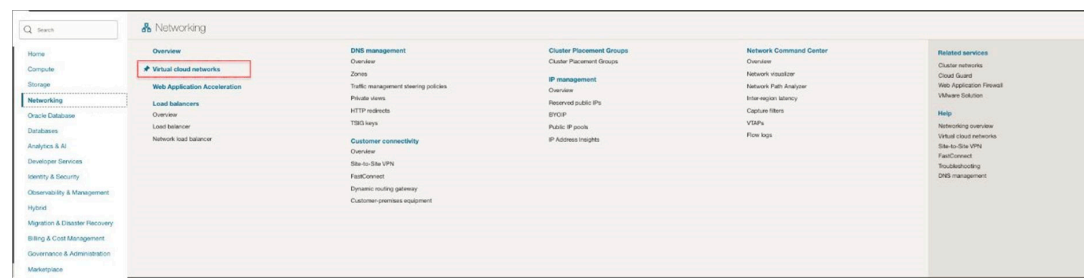 Search
Home
Compute
Storage
Networking
Oracle Database
Databases
Analytics & AI
Developer Services
Identity & Security
Observability & Management
Hybrid
Migration & Disaster Recovery
Billing & Cost Management
Governance & Administration
Marketplace
Networking
Overview
Virtual cloud networks
Web Application Acceleration
Load balancers
Overview
Load balancer
Network load balancer
DNS management
Overview
Zones
Traffic management steering policies
Private views
HTTP redirects
TSIG keys
Customer connectivity
Overview
Site-to-Site VPN
FastConnect
Dynamic routing gateway
Customer-premises equipment
Cluster Placement Groups
Cluster Placement Groups
IP management
Overview
Reserved public IPs
BYOIP
Public IP pools
IP Address Insights
Network Command Center
Overview
Network visualizer
Network Path Analyzer
Inter-region latency
Capture filters
VTAPs
Flow logs
Related services
Cluster networks
Cloud Guard
Web Application Firewall
VMware Solution
Help
Networking overview
Virtual cloud networks
Site-to-Site VPN
FastConnect
Troubleshooting
DNS management